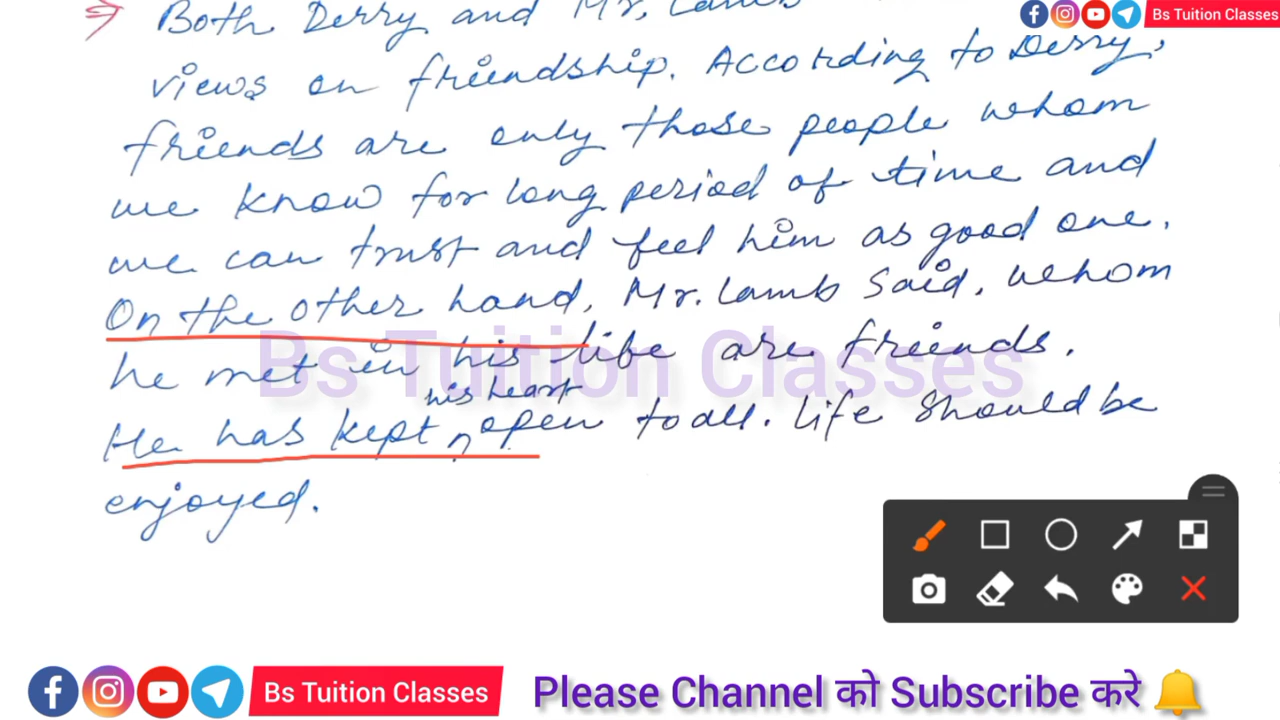 Bs Tuition Classes
Both Derry and Mr. Lamb
views on friendship. According to Derry,
friends are only those people whom
we know for long period of time and
we can trust and feel him as good one.
On the other hand, Mr. Lamb said, whom
he met in his life are friends.
his heart
He has kept open to all. Life should be
enjoyed.
Bs Tuition Classes
Bs Tuition Classes
Please Channel को Subscribe करे